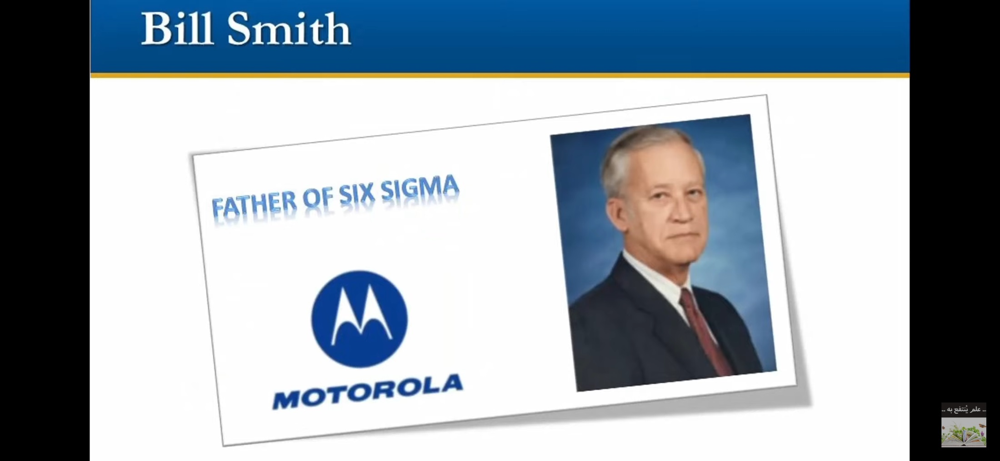 Bill Smith
FATHER OF SIX SIGMA
MOTOROLA
... علم يُنتفع به ...